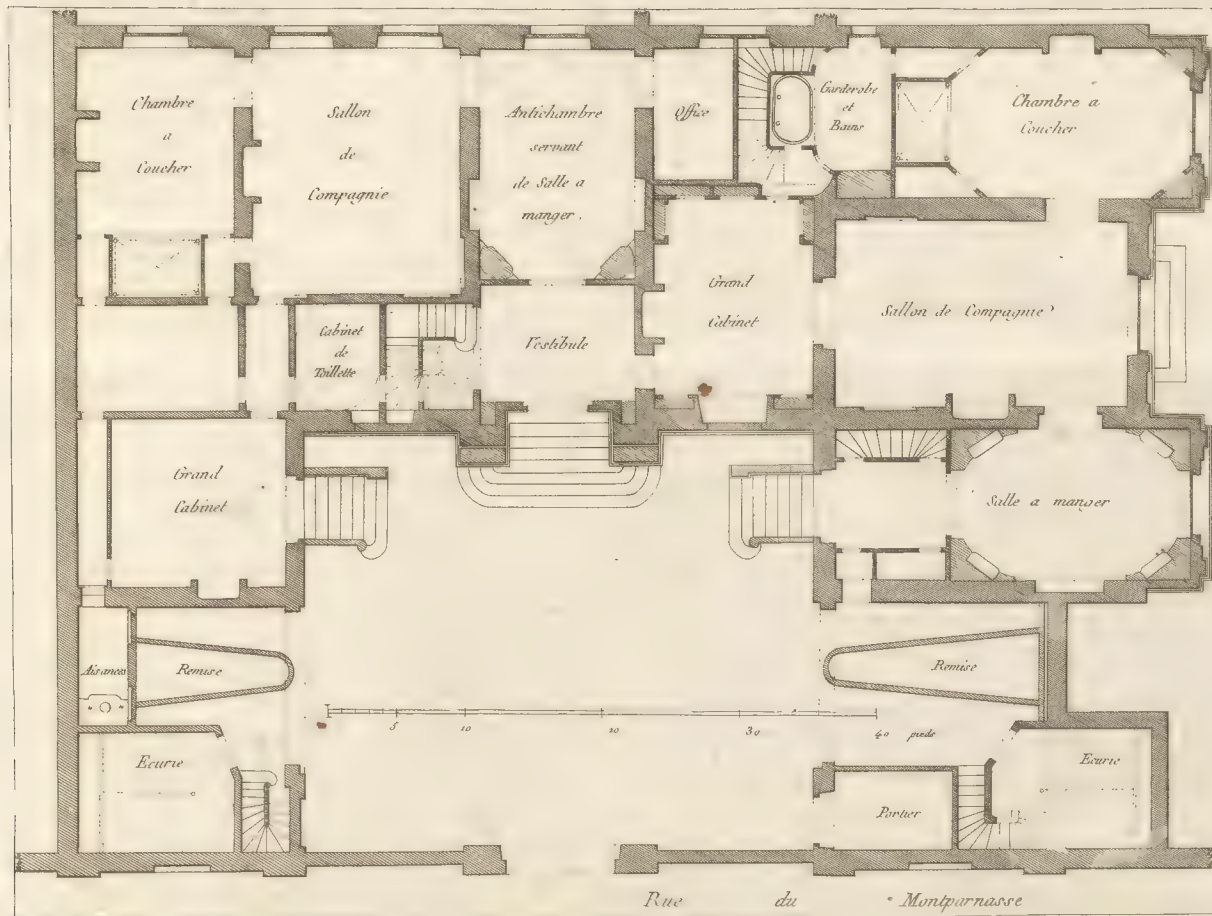 Chambre
a
Coucher
Sallon
de
Compagnie
Antichambre
servant
de Salle a
manger.
Office
Garderobe
et
Bains
Chambre a
Coucher
Grand
Cabinet
Sallon de Compagnie
Cabinet
de
Toillette
Vestibule
Grand
Cabinet
Salle a manger
Aisances
Remise
Remise
5 10 20 30 40 pieds
Ecurie
Ecurie
Portier
Rue du Montparnasse